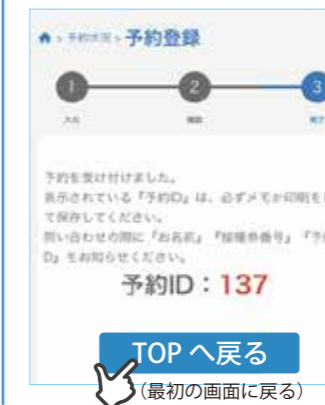 予約登録
1 2 3
予約を受け付けました。
表示されている『予約ID』は、必ずメモか印刷を
て保存してください。
問い合わせの際に『お名前』『接種券番号』『予
D』をお知らせください。
予約ID：137
TOP へ戻る
（最初の画面に戻る）